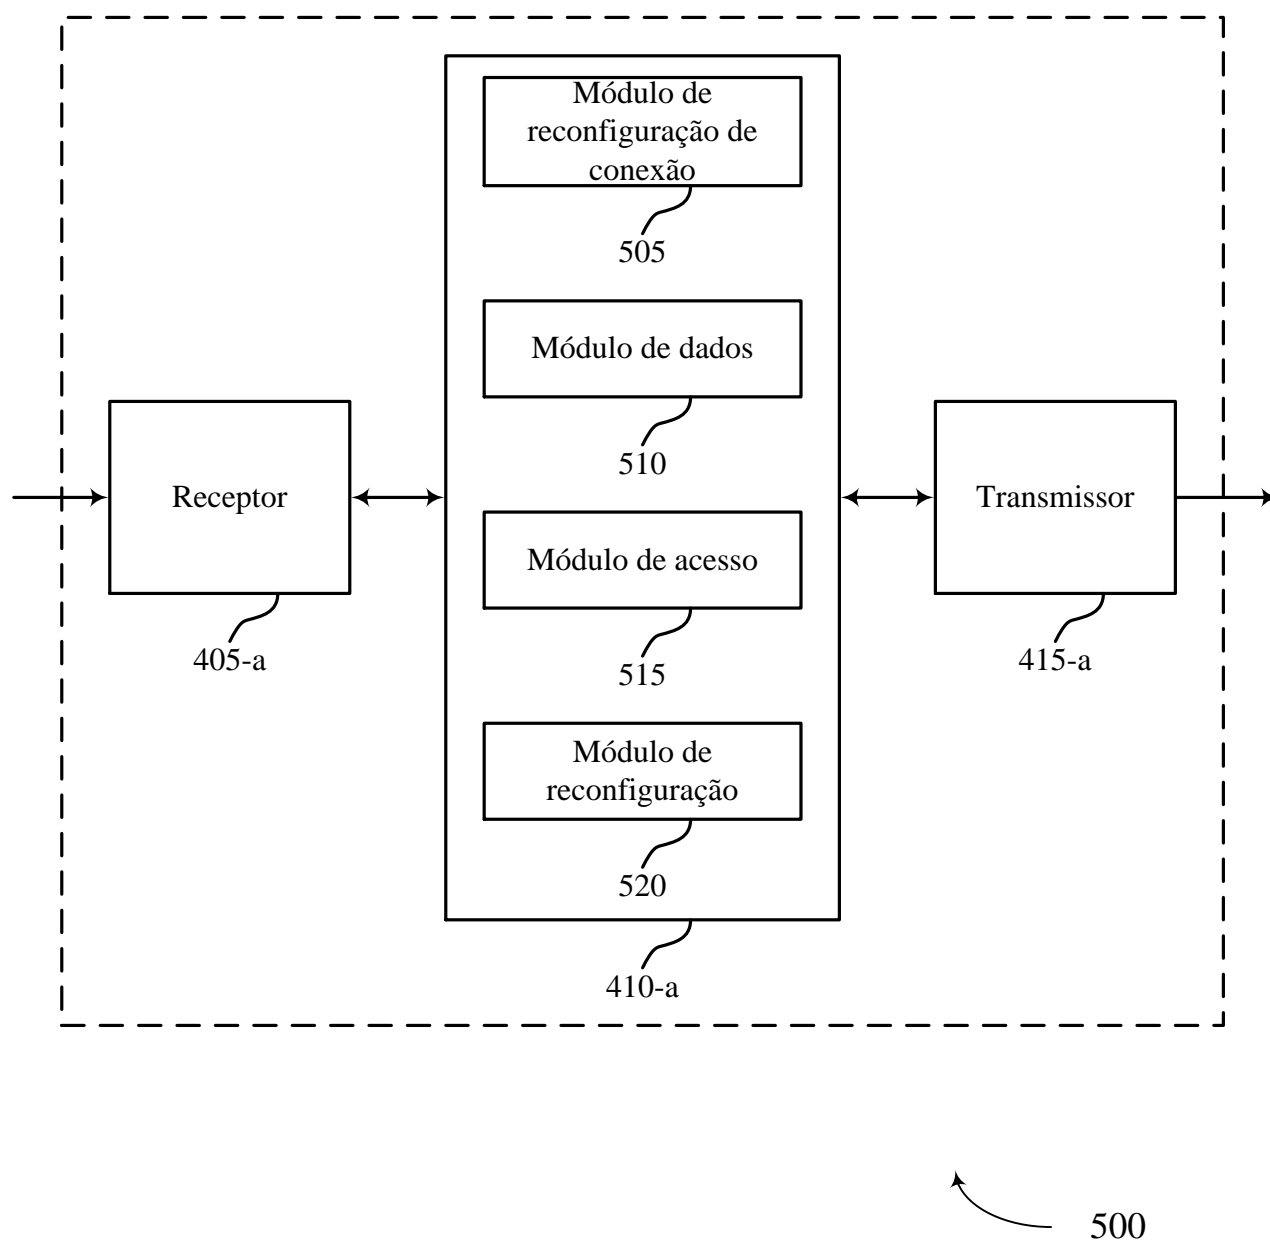 Módulo de
reconfiguração de
conexão
505
Módulo de dados
510
Receptor
405-a
Módulo de acesso
515
Transmissor
415-a
Módulo de
reconfiguração
520
410-a
500